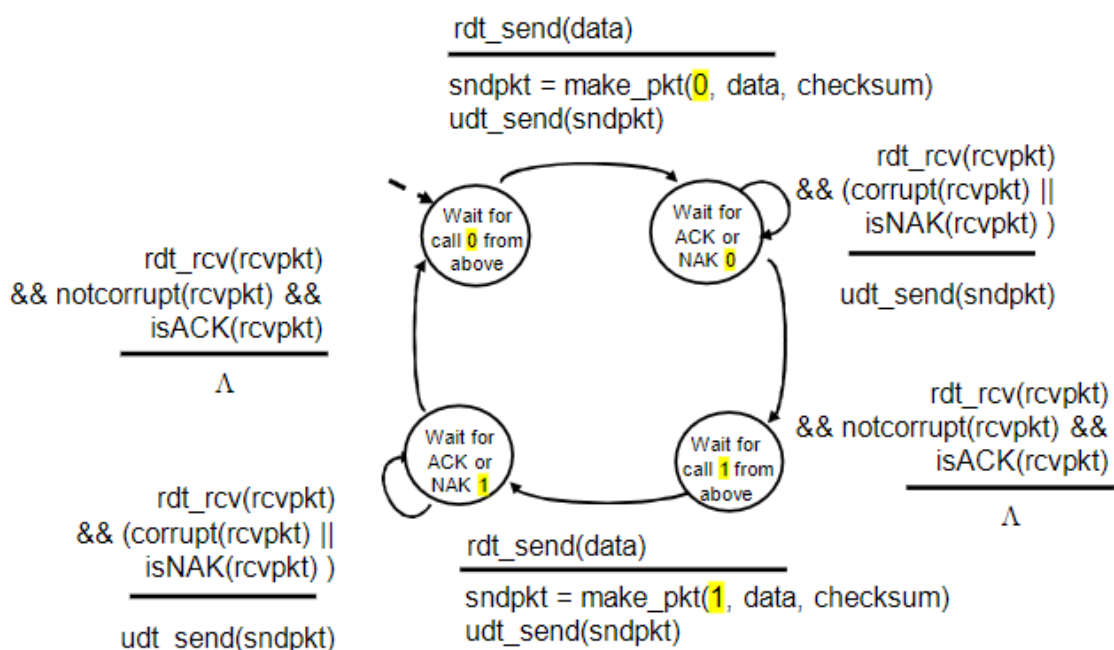 rdt_send(data)
sndpkt = make_pkt(0, data, checksum)
udt_send(sndpkt)
Wait for
call 0 from
above
Wait for
ACK or
NAK 0
rdt_rcv(rcvpkt)
&& (corrupt(rcvpkt) ||
isNAK(rcvpkt) )
udt_send(sndpkt)
rdt_rcv(rcvpkt)
&& notcorrupt(rcvpkt) &&
isACK(rcvpkt)
Λ
rdt_rcv(rcvpkt)
&& notcorrupt(rcvpkt) &&
isACK(rcvpkt)
Λ
Wait for
ACK or
NAK 1
Wait for
call 1 from
above
rdt_rcv(rcvpkt)
&& (corrupt(rcvpkt) ||
isNAK(rcvpkt) )
udt_send(sndpkt)
rdt_send(data)
sndpkt = make_pkt(1, data, checksum)
udt_send(sndpkt)